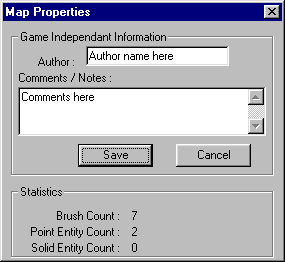 Map Properties
Game Independant Information
Author : Author name here
Comments / Notes :
Comments here
Save Cancel
Statistics
Brush Count : 7
Point Entity Count : 2
Solid Entity Count : 0